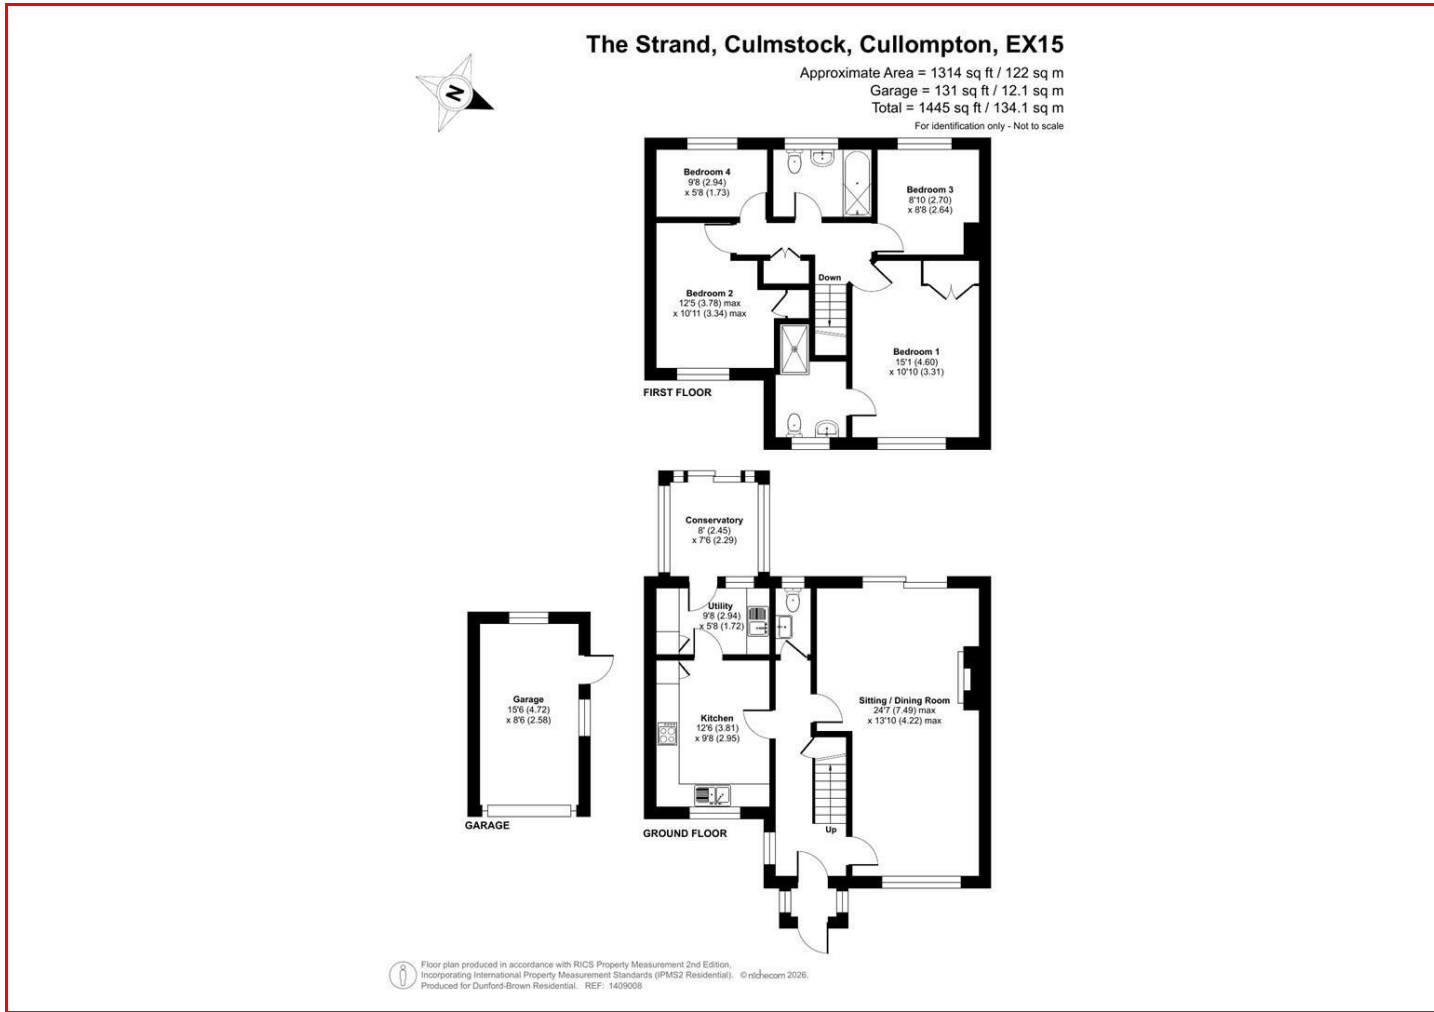 The Strand, Culmstock, Cullompton, EX15
Approximate Area = 1314 sq ft / 122 sq m
Garage = 131 sq ft / 12.1 sq m
Total = 1445 sq ft / 134.1 sq m
For identification only - Not to scale
N
Bedroom 4
9'8 (2.94)
x 5'8 (1.73)
Bedroom 3
8'10 (2.70)
x 8'8 (2.64)
Down
Bedroom 2
12'5 (3.78) max
x 10'11 (3.34) max
Bedroom 1
15'1 (4.60)
x 10'10 (3.31)
FIRST FLOOR
Conservatory
8' (2.45)
x 7'6 (2.29)
Utility
9'8 (2.94)
x 5'8 (1.72)
Garage
15'6 (4.72)
x 8'6 (2.58)
Kitchen
12'6 (3.81)
x 9'8 (2.95)
Sitting / Dining Room
24'7 (7.49) max
x 13'10 (4.22) max
Up
GARAGE
GROUND FLOOR
Floor plan produced in accordance with RICS Property Measurement 2nd Edition,
Incorporating International Property Measurement Standards (IPMS2 Residential). © nichecom 2026.
Produced for Dunford-Brown Residential. REF: 1409008